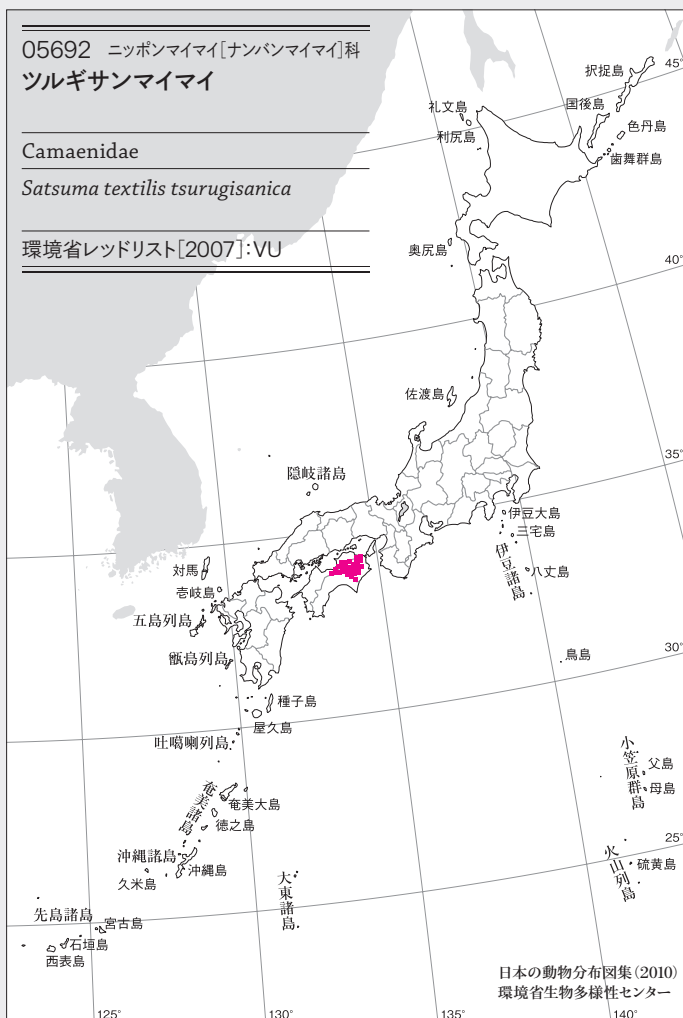 05692 ニッポンマイマイ[ナンバンマイマイ]科
ツルギサンマイマイ
Camaenidae
Satsuma textilis tsurugisanica
環境省レッドリスト[2007]:VU
択捉島
45°
国後島
礼文島
色丹島
利尻島
歯舞群島
奥尻島
40°
佐渡島
35°
隠岐諸島
伊豆大島
三宅島
伊豆諸島
八丈島
対馬
壱岐島
五島列島
甑島列島
鳥島
30°
種子島
屋久島
吐噶喇列島
小笠原群島
父島
母島
奄美諸島
奄美大島
徳之島
25°
沖縄諸島
沖縄島
久米島
火山列島
硫黄島
大東諸島
先島諸島
宮古島
石垣島
西表島
日本の動物分布図集(2010)
環境省生物多様性センター
125°
130°
135°
140°